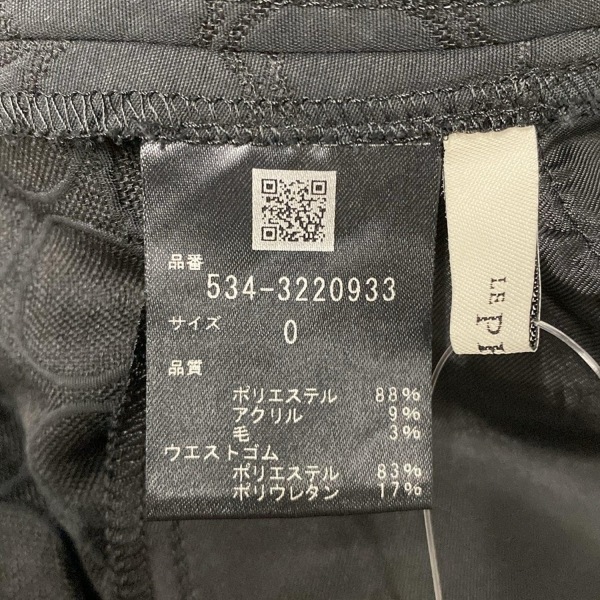 品番
534-3220933
サイズ
0
品質
ポリエステル 88%
アクリル 9%
毛 3%
ウエストゴム
ポリエステル 83%
ポリウレタン 17%
LE